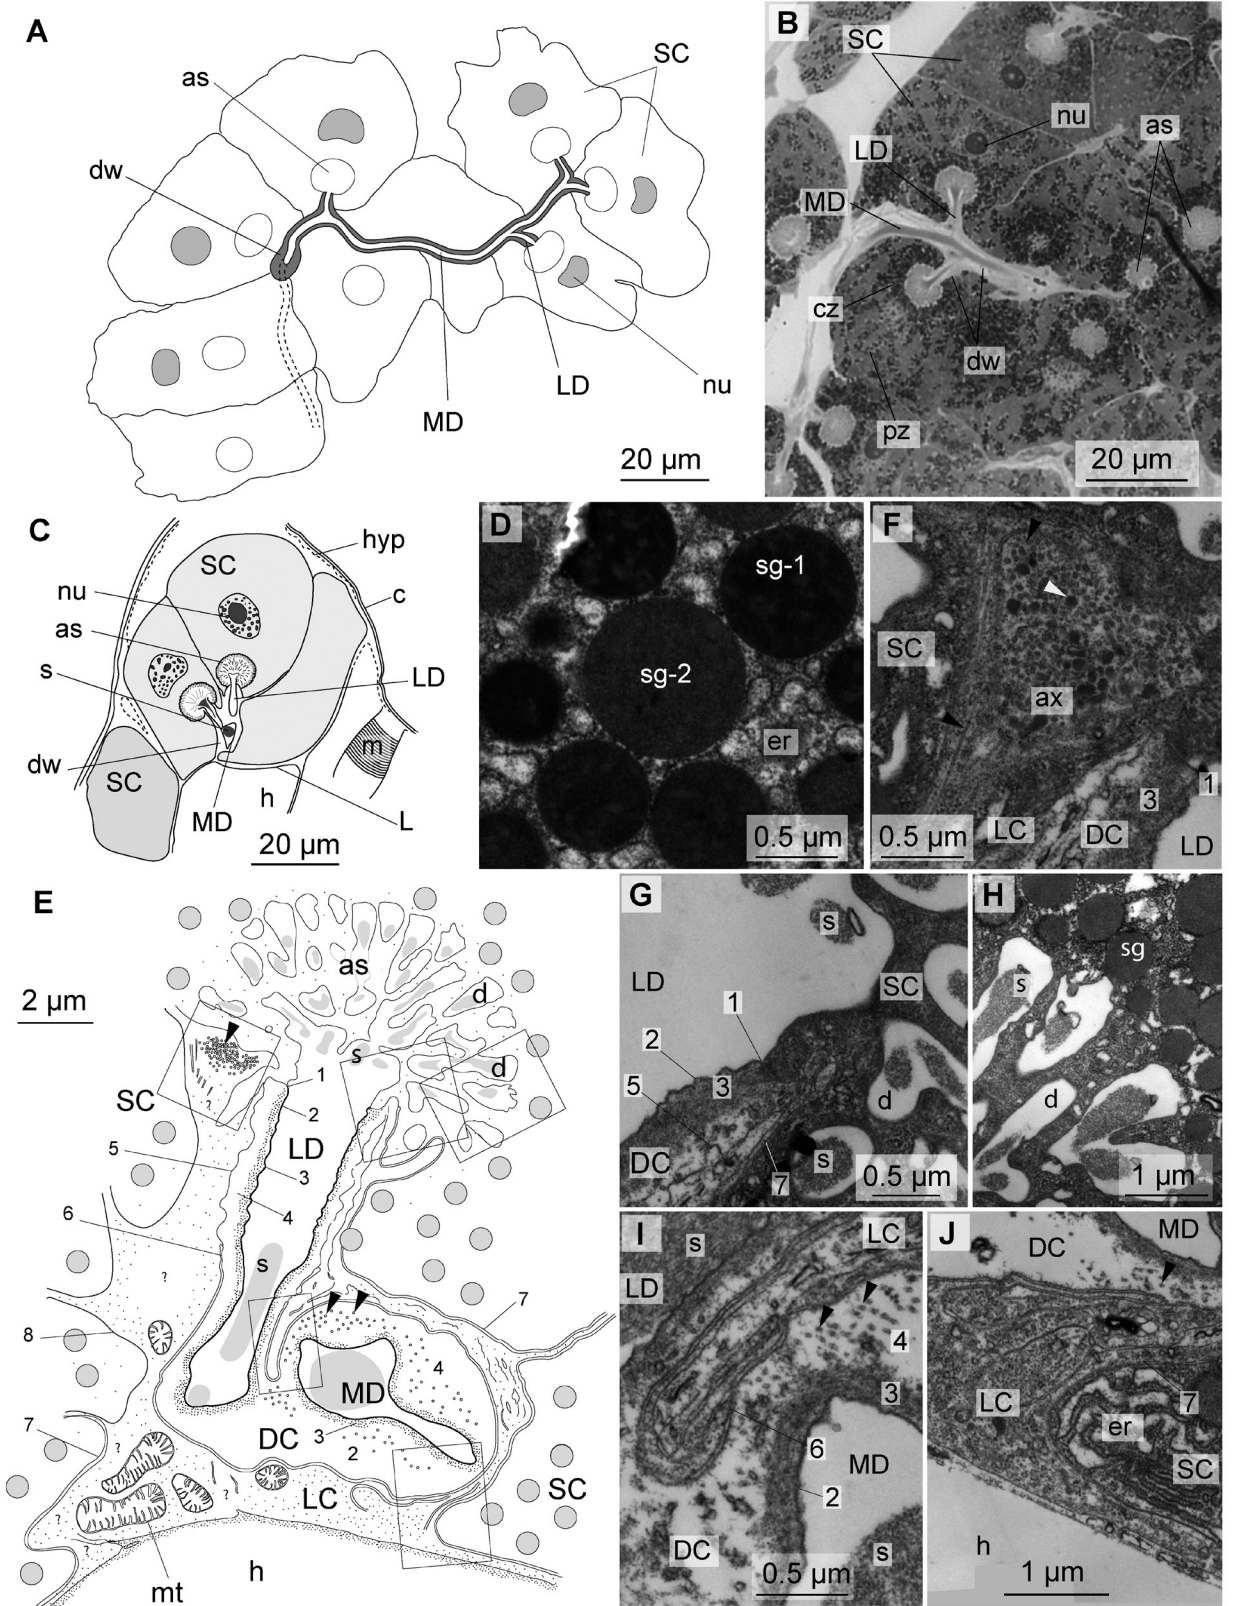 A
as
SC
dw
MD
LD
nu
20 µm
B
SC
nu
as
LD
MD
cz
dw
pz
20 µm
C
hyp
SC
nu
c
as
s
LD
m
dw
SC
MD
h
L
20 µm
D
sg-1
sg-2
er
0.5 µm
F
SC
ax
1
3
LC
DC
LD
0.5 µm
E
as
2 µm
d
s
d
1
SC
2
LD
5
3
4
6
s
?
?
7
8
4
MD
7
3
DC
2
?
?
LC
SC
?
?
mt
h
G
s
LD
SC
1
2
5
3
d
DC
7
s
0.5 µm
H
sg
s
d
1 µm
I
s
LC
LD
4
3
6
MD
2
DC
s
0.5 µm
J
MD
DC
LC
7
er
SC
h
1 µm